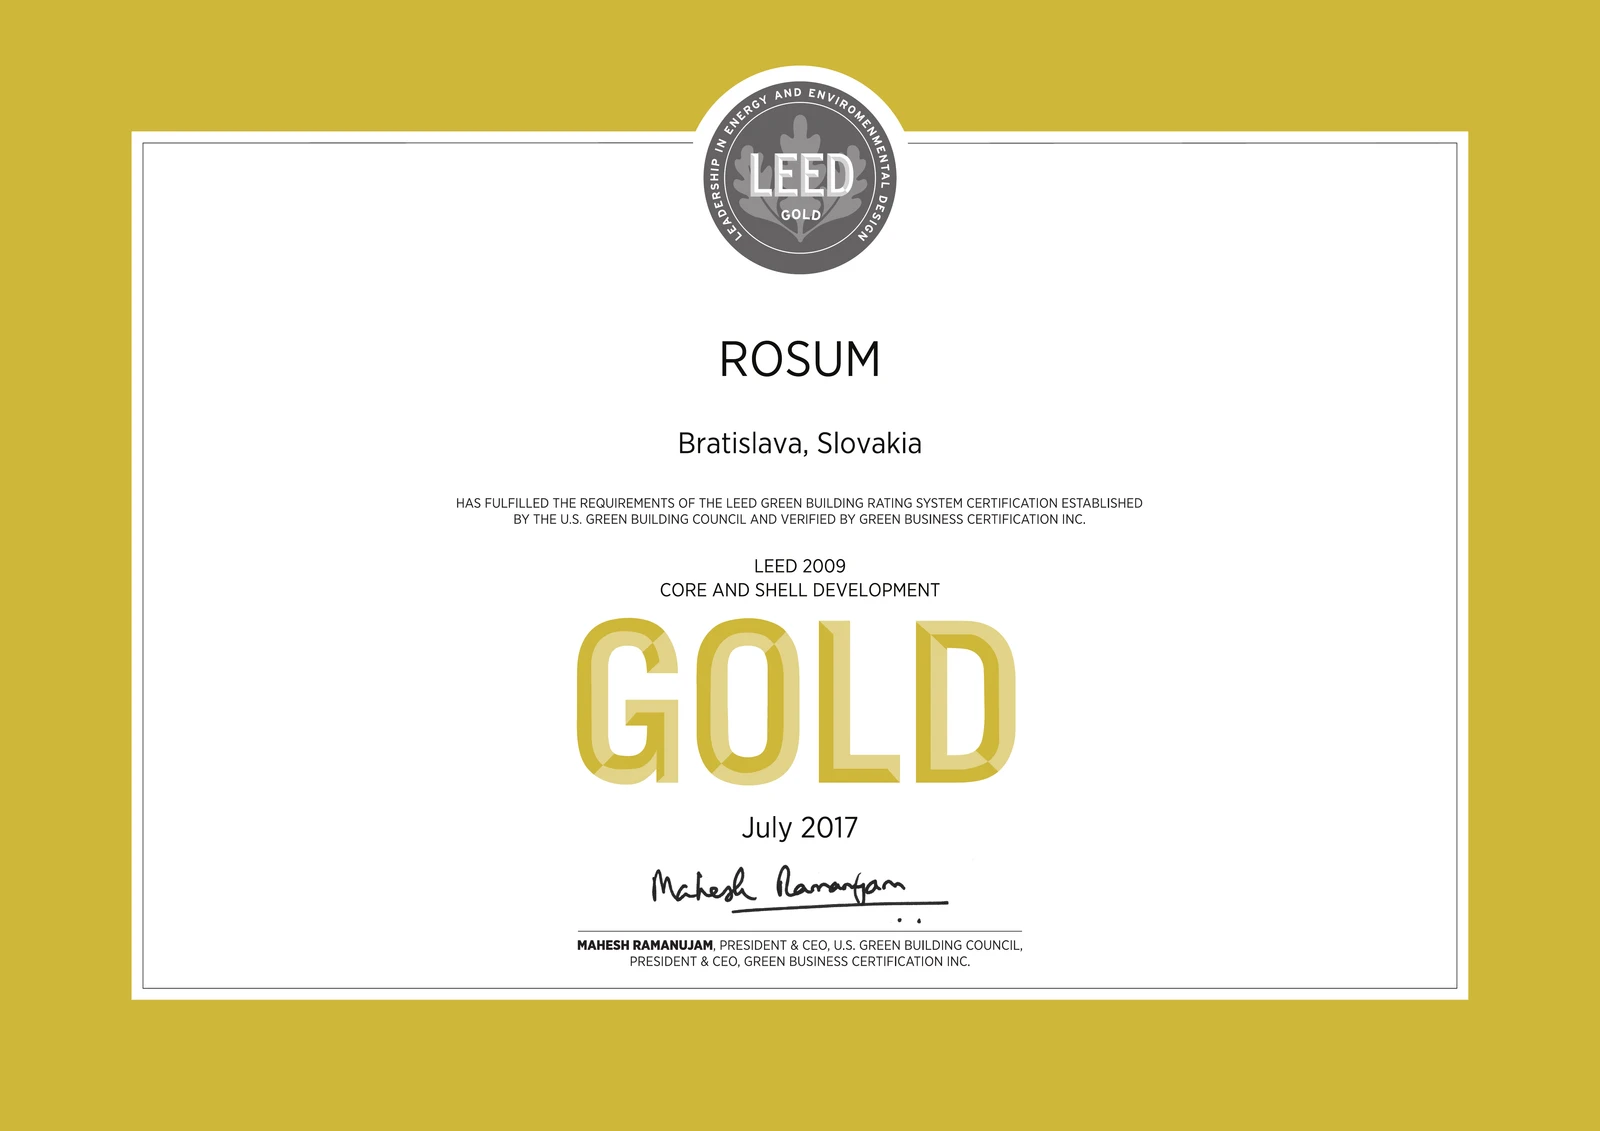 LEADERSHIP IN ENERGY AND ENVIROMENMENTAL DESIGN
LEED
GOLD
ROSUM
Bratislava, Slovakia
HAS FULFILLED THE REQUIREMENTS OF THE LEED GREEN BUILDING RATING SYSTEM CERTIFICATION ESTABLISHED
BY THE U.S. GREEN BUILDING COUNCIL AND VERIFIED BY GREEN BUSINESS CERTIFICATION INC.
LEED 2009
CORE AND SHELL DEVELOPMENT
GOLD
July 2017
Mahesh Ramanujam
MAHESH RAMANUJAM, PRESIDENT & CEO, U.S. GREEN BUILDING COUNCIL,
PRESIDENT & CEO, GREEN BUSINESS CERTIFICATION INC.